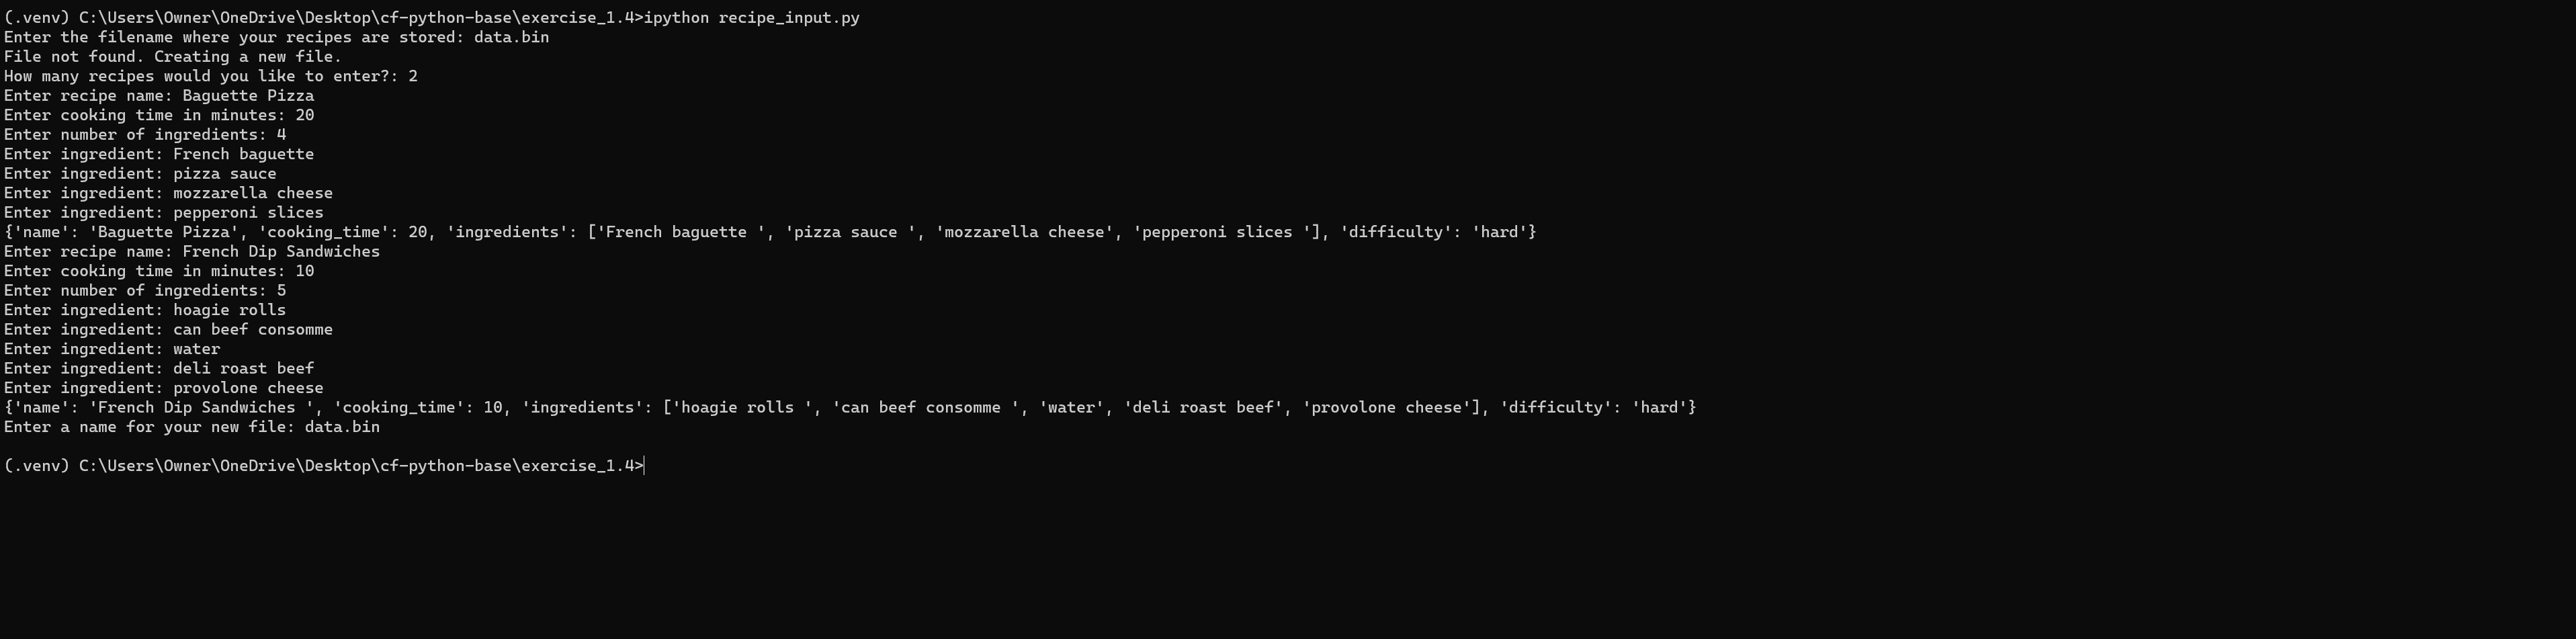 (.venv) C:\Users\Owner\OneDrive\Desktop\cf-python-base\exercise_1.4>ipython recipe_input.py
Enter the filename where your recipes are stored: data.bin
File not found. Creating a new file.
How many recipes would you like to enter?: 2
Enter recipe name: Baguette Pizza
Enter cooking time in minutes: 20
Enter number of ingredients: 4
Enter ingredient: French baguette
Enter ingredient: pizza sauce
Enter ingredient: mozzarella cheese
Enter ingredient: pepperoni slices
{'name': 'Baguette Pizza', 'cooking_time': 20, 'ingredients': ['French baguette ', 'pizza sauce ', 'mozzarella cheese', 'pepperoni slices '], 'difficulty': 'hard'}
Enter recipe name: French Dip Sandwiches
Enter cooking time in minutes: 10
Enter number of ingredients: 5
Enter ingredient: hoagie rolls
Enter ingredient: can beef consomme
Enter ingredient: water
Enter ingredient: deli roast beef
Enter ingredient: provolone cheese
{'name': 'French Dip Sandwiches ', 'cooking_time': 10, 'ingredients': ['hoagie rolls ', 'can beef consomme ', 'water', 'deli roast beef', 'provolone cheese'], 'difficulty': 'hard'}
Enter a name for your new file: data.bin
(.venv) C:\Users\Owner\OneDrive\Desktop\cf-python-base\exercise_1.4>